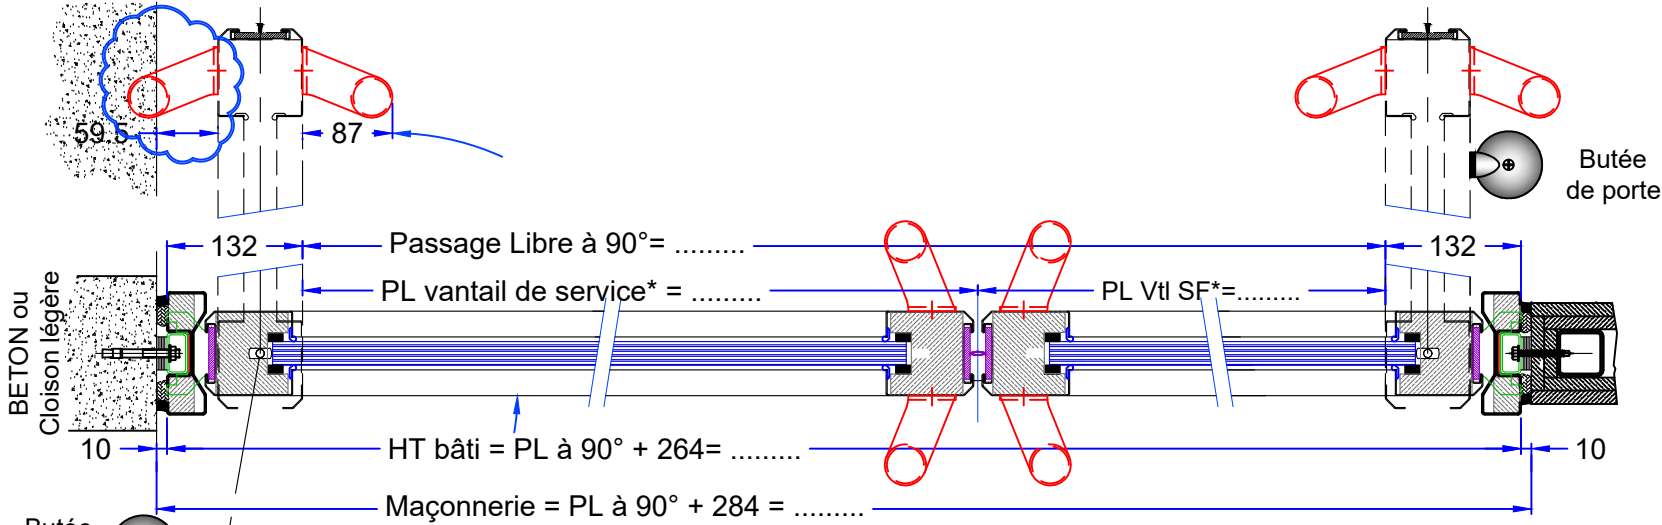 59.5
87
Butée
de porte
132
Passage Libre à 90°= .........
132
PL vantail de service* = .........
PL Vtl SF*=.........
BETON ou
Cloison légère
10
HT bâti = PL à 90° + 264= .........
10
Maçonnerie = PL à 90° + 284 = .........
Butée